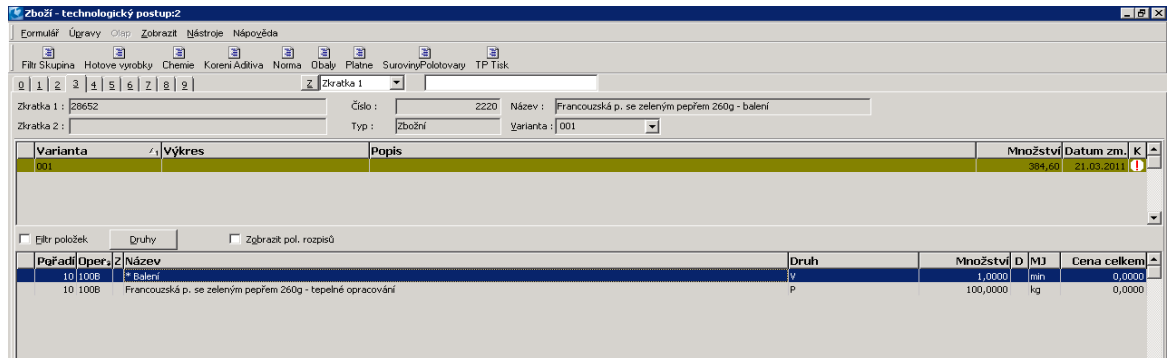 Zboží - technologický postup:2
Formulář Úpravy Olap Zobrazit Nástroje Nápověda
Filtr Skupina Hotove vyrobky Chemie Koreni Aditiva Norma Obaly Platne SurovinyPolotovary TP Tisk
0 1 2 3 4 5 6 7 8 9 Z Zkratka 1
Zkratka 1 : 28652 Číslo : 2220 Název : Francouzská p. se zeleným pepřem 260g - balení
Zkratka 2 : Typ : Zbožní Varianta : 001
Varianta /1 Výkres Popis Množství Datum zm. K
001 384,60 21.03.2011 !
Filtr položek Druhy Zobrazit pol. rozpisů
Pořadí Oper. Z Název Druh Množství D MJ Cena celkem
10 100B * Balení V 1,0000 min 0,0000
10 100B Francouzská p. se zeleným pepřem 260g - tepelné opracování P 100,0000 kg 0,0000